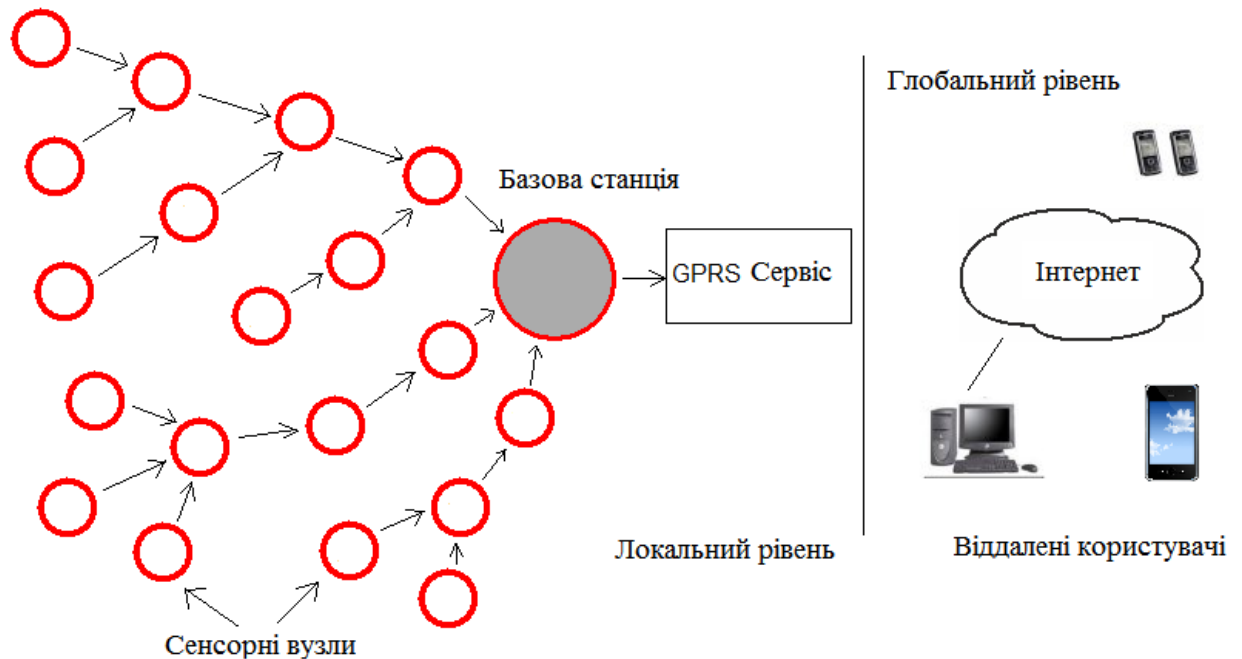 Глобальний рівень
Базова станція
GPRS Сервіс
Інтернет
Локальний рівень
Віддалені користувачі
Сенсорні вузли